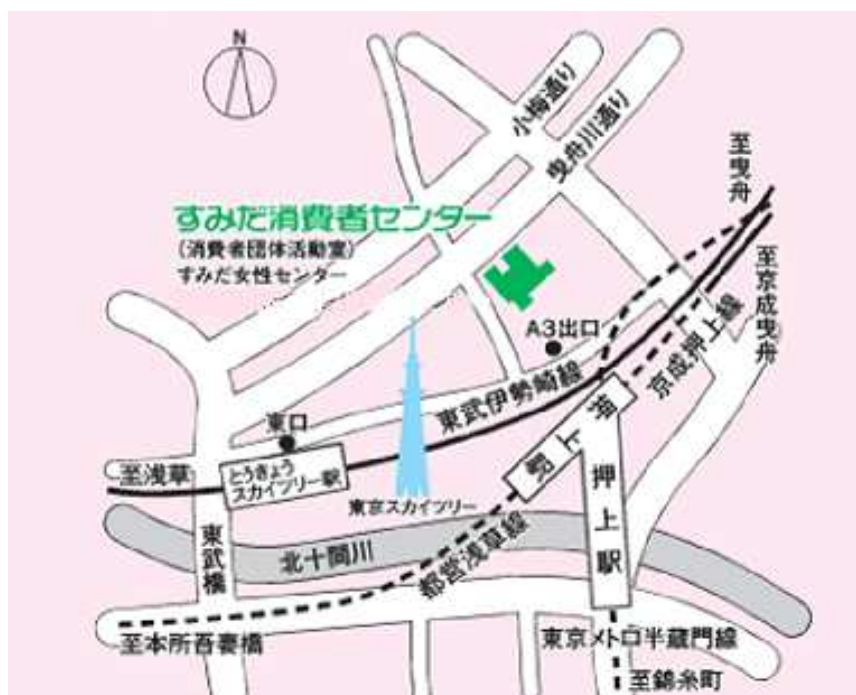 N
小梅通り
曳舟川通り
至曳舟
至京成曳舟
すみだ消費者センター
(消費者団体活動室)
すみだ女性センター
A3出口
京成押上線
東武伊勢崎線
東口
至浅草
とうきょう
スカイツリー駅
押上駅
東京スカイツリー
押上駅
東武橋
北十間川
都営浅草線
至本所吾妻橋
東京メトロ半蔵門線
至錦糸町